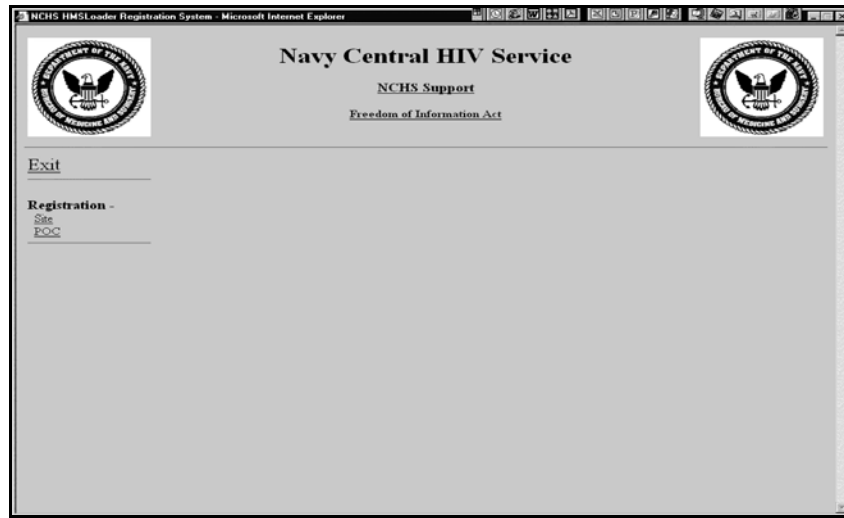 NCHS HMSLoader Registration System - Microsoft Internet Explorer
Navy Central HIV Service
NCHS Support
Freedom of Information Act
Exit
Registration -
Site
POC